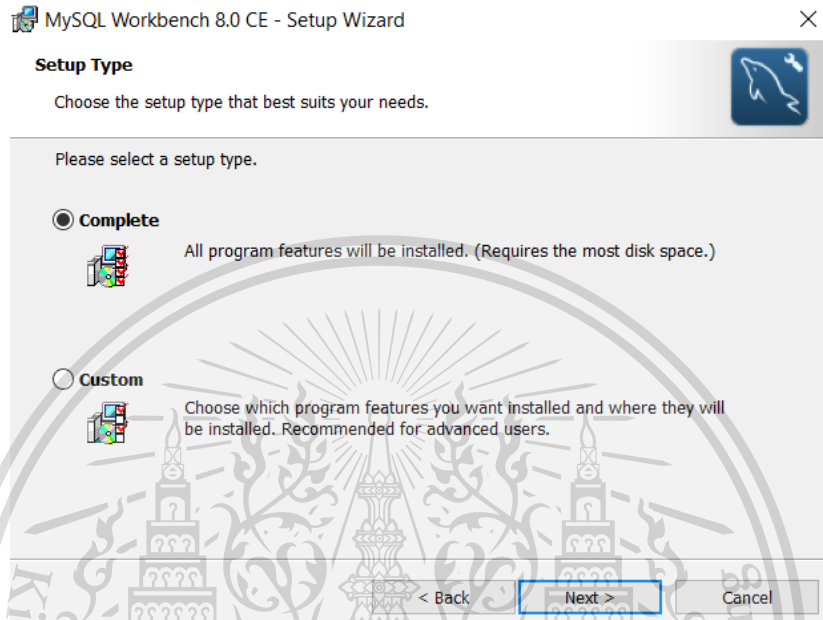 MySQL Workbench 8.0 CE - Setup Wizard
Setup Type
Choose the setup type that best suits your needs.
Please select a setup type.
Complete
All program features will be installed. (Requires the most disk space.)
Custom
Choose which program features you want installed and where they will
be installed. Recommended for advanced users.
< Back
Next >
Cancel